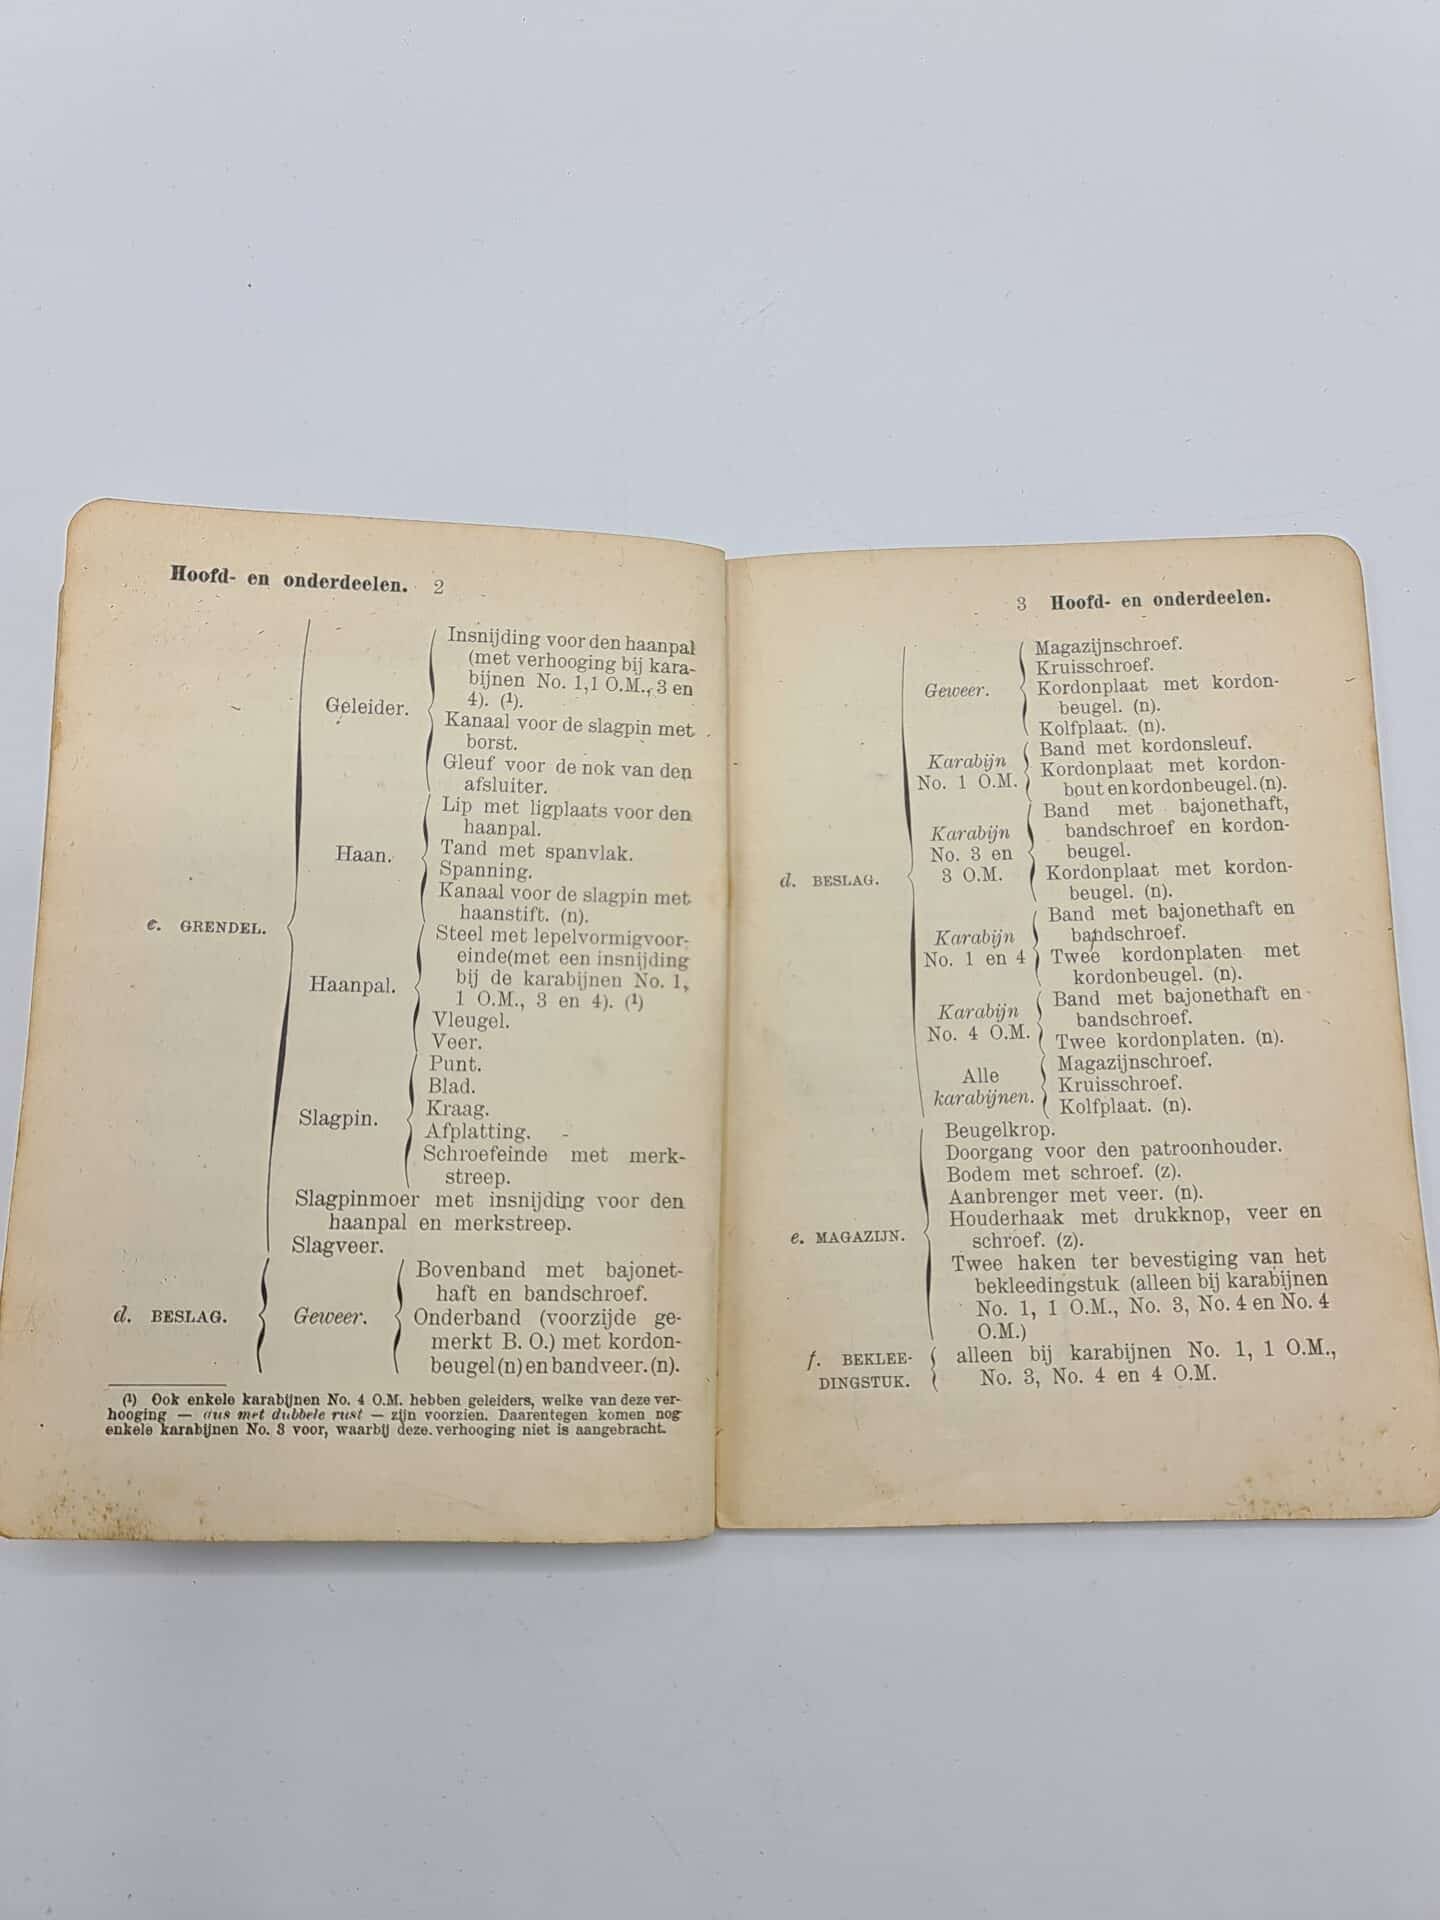 Hoofd- en onderdeelen. 2
Insnijding voor den haanpal
(met verhooging bij kara-
bijnen No. 1, 1 O.M., 3 en
4). (1).
Geleider.
Kanaal voor de slagpin met
borst.
Gleuf voor de nok van den
afsluiter.
Lip met ligplaats voor den
haanpal.
Haan.
Tand met spanvlak.
Spanning.
Kanaal voor de slagpin met
haanstift. (n).
c. GRENDEL.
Steel met lepelvormigvoor-
einde(met een insnijding
bij de karabijnen No. 1,
1 O.M., 3 en 4). (1)
Haanpal.
Vleugel.
Veer.
Punt.
Blad.
Kraag.
Slagpin.
Afplatting.
Schroefeinde met merk-
streep.
Slagpinmoer met insnijding voor den
haanpal en merkstreep.
Slagveer.
Bovenband met bajonet-
haft en bandschroef.
d. BESLAG. Geweer.
Onderband (voorzijde ge-
merkt B. O.) met kordon-
beugel(n) en bandveer. (n).
(1) Ook enkele karabijnen No. 4 O.M. hebben geleiders, welke van deze ver-
hooging — dus met dubbele rust — zijn voorzien. Daarentegen komen nog
enkele karabijnen No. 3 voor, waarbij deze verhooging niet is aangebracht.
3 Hoofd- en onderdeelen.
Magazijnschroef.
Kruisschroef.
Geweer.
Kordonplaat met kordon-
beugel. (n).
Kolfplaat. (n).
Karabijn
No. 1 O.M.
Band met kordonsleuf.
Kordonplaat met kordon-
bout en kordonbeugel. (n).
Karabijn
No. 3 en
3 O.M.
Band met bajonethaft,
bandschroef en kordon-
beugel.
Kordonplaat met kordon-
beugel. (n).
d. BESLAG.
Karabijn
No. 1 en 4
Band met bajonethaft en
bandschroef.
Twee kordonplaten met
kordonbeugel. (n).
Karabijn
No. 4 O.M.
Band met bajonethaft en
bandschroef.
Twee kordonplaten. (n).
Alle
karabijnen.
Magazijnschroef.
Kruisschroef.
Kolfplaat. (n).
Beugelkrop.
Doorgang voor den patroonhouder.
Bodem met schroef. (z).
Aanbrenger met veer. (n).
e. MAGAZIJN.
Houderhaak met drukknop, veer en
schroef. (z).
Twee haken ter bevestiging van het
bekleedingstuk (alleen bij karabijnen
No. 1, 1 O.M., No. 3, No. 4 en No. 4
O.M.)
f. BEKLEE-
DINGSTUK.
alleen bij karabijnen No. 1, 1 O.M.,
No. 3, No. 4 en 4 O.M.